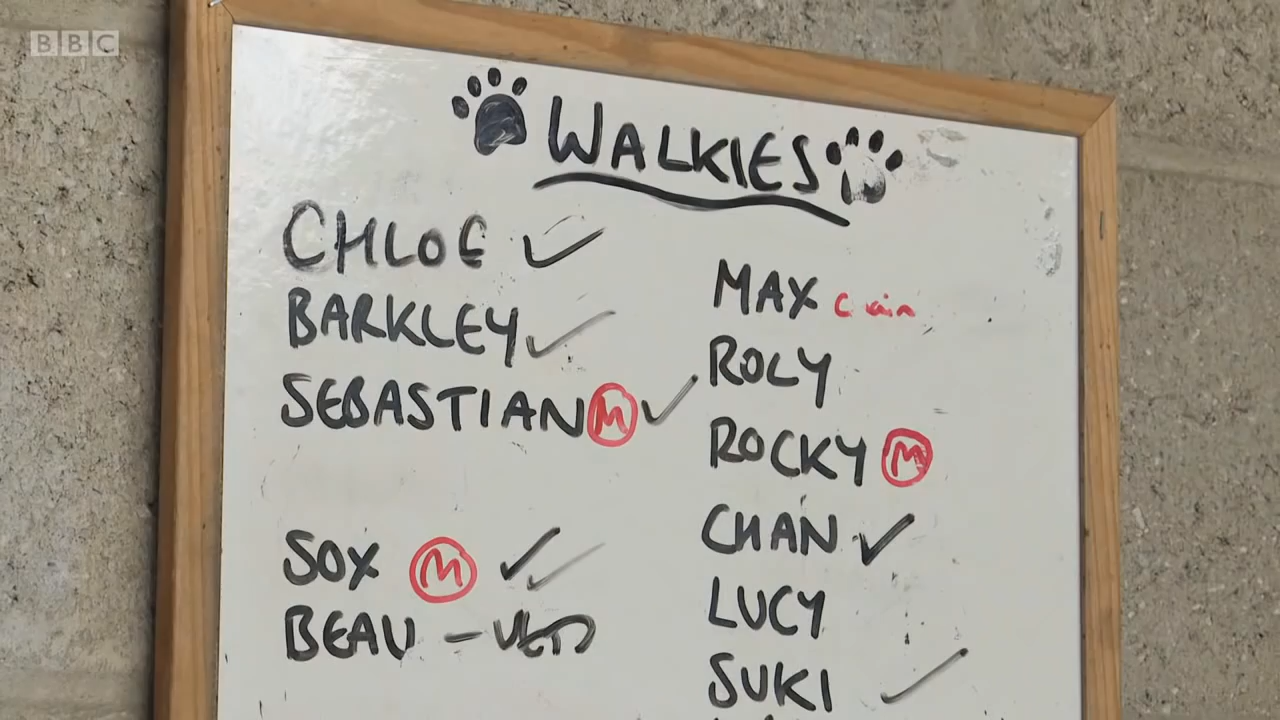 BBC
WALKIES
CHLOE ✓
BARKLEY ✓
SEBASTIAN M ✓
SOX M ✓✓
BEAU - VETS
MAX
ROLY
ROCKY M
CHAN ✓
LUCY
SUKI ✓